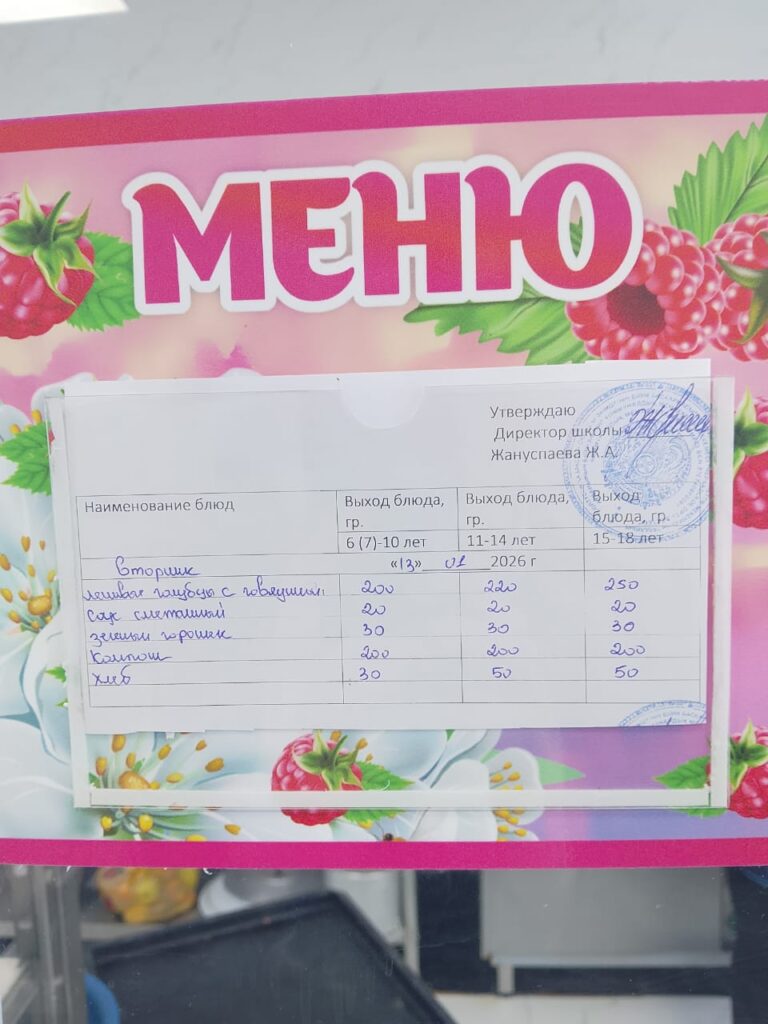 МЕНЮ
Утверждаю
Директор школы
Жануспаева Ж.А.
Наименование блюд Выход блюда, гр. Выход блюда, гр. Выход блюда, гр.
6 (7)-10 лет 11-14 лет 15-18 лет
Вторник «13» 01 2026 г
ленивые голубцы с говядиной 200 220 250
Соус сметанный 20 20 20
зеленый горошек 30 30 30
Компот 200 200 200
Хлеб 30 50 50